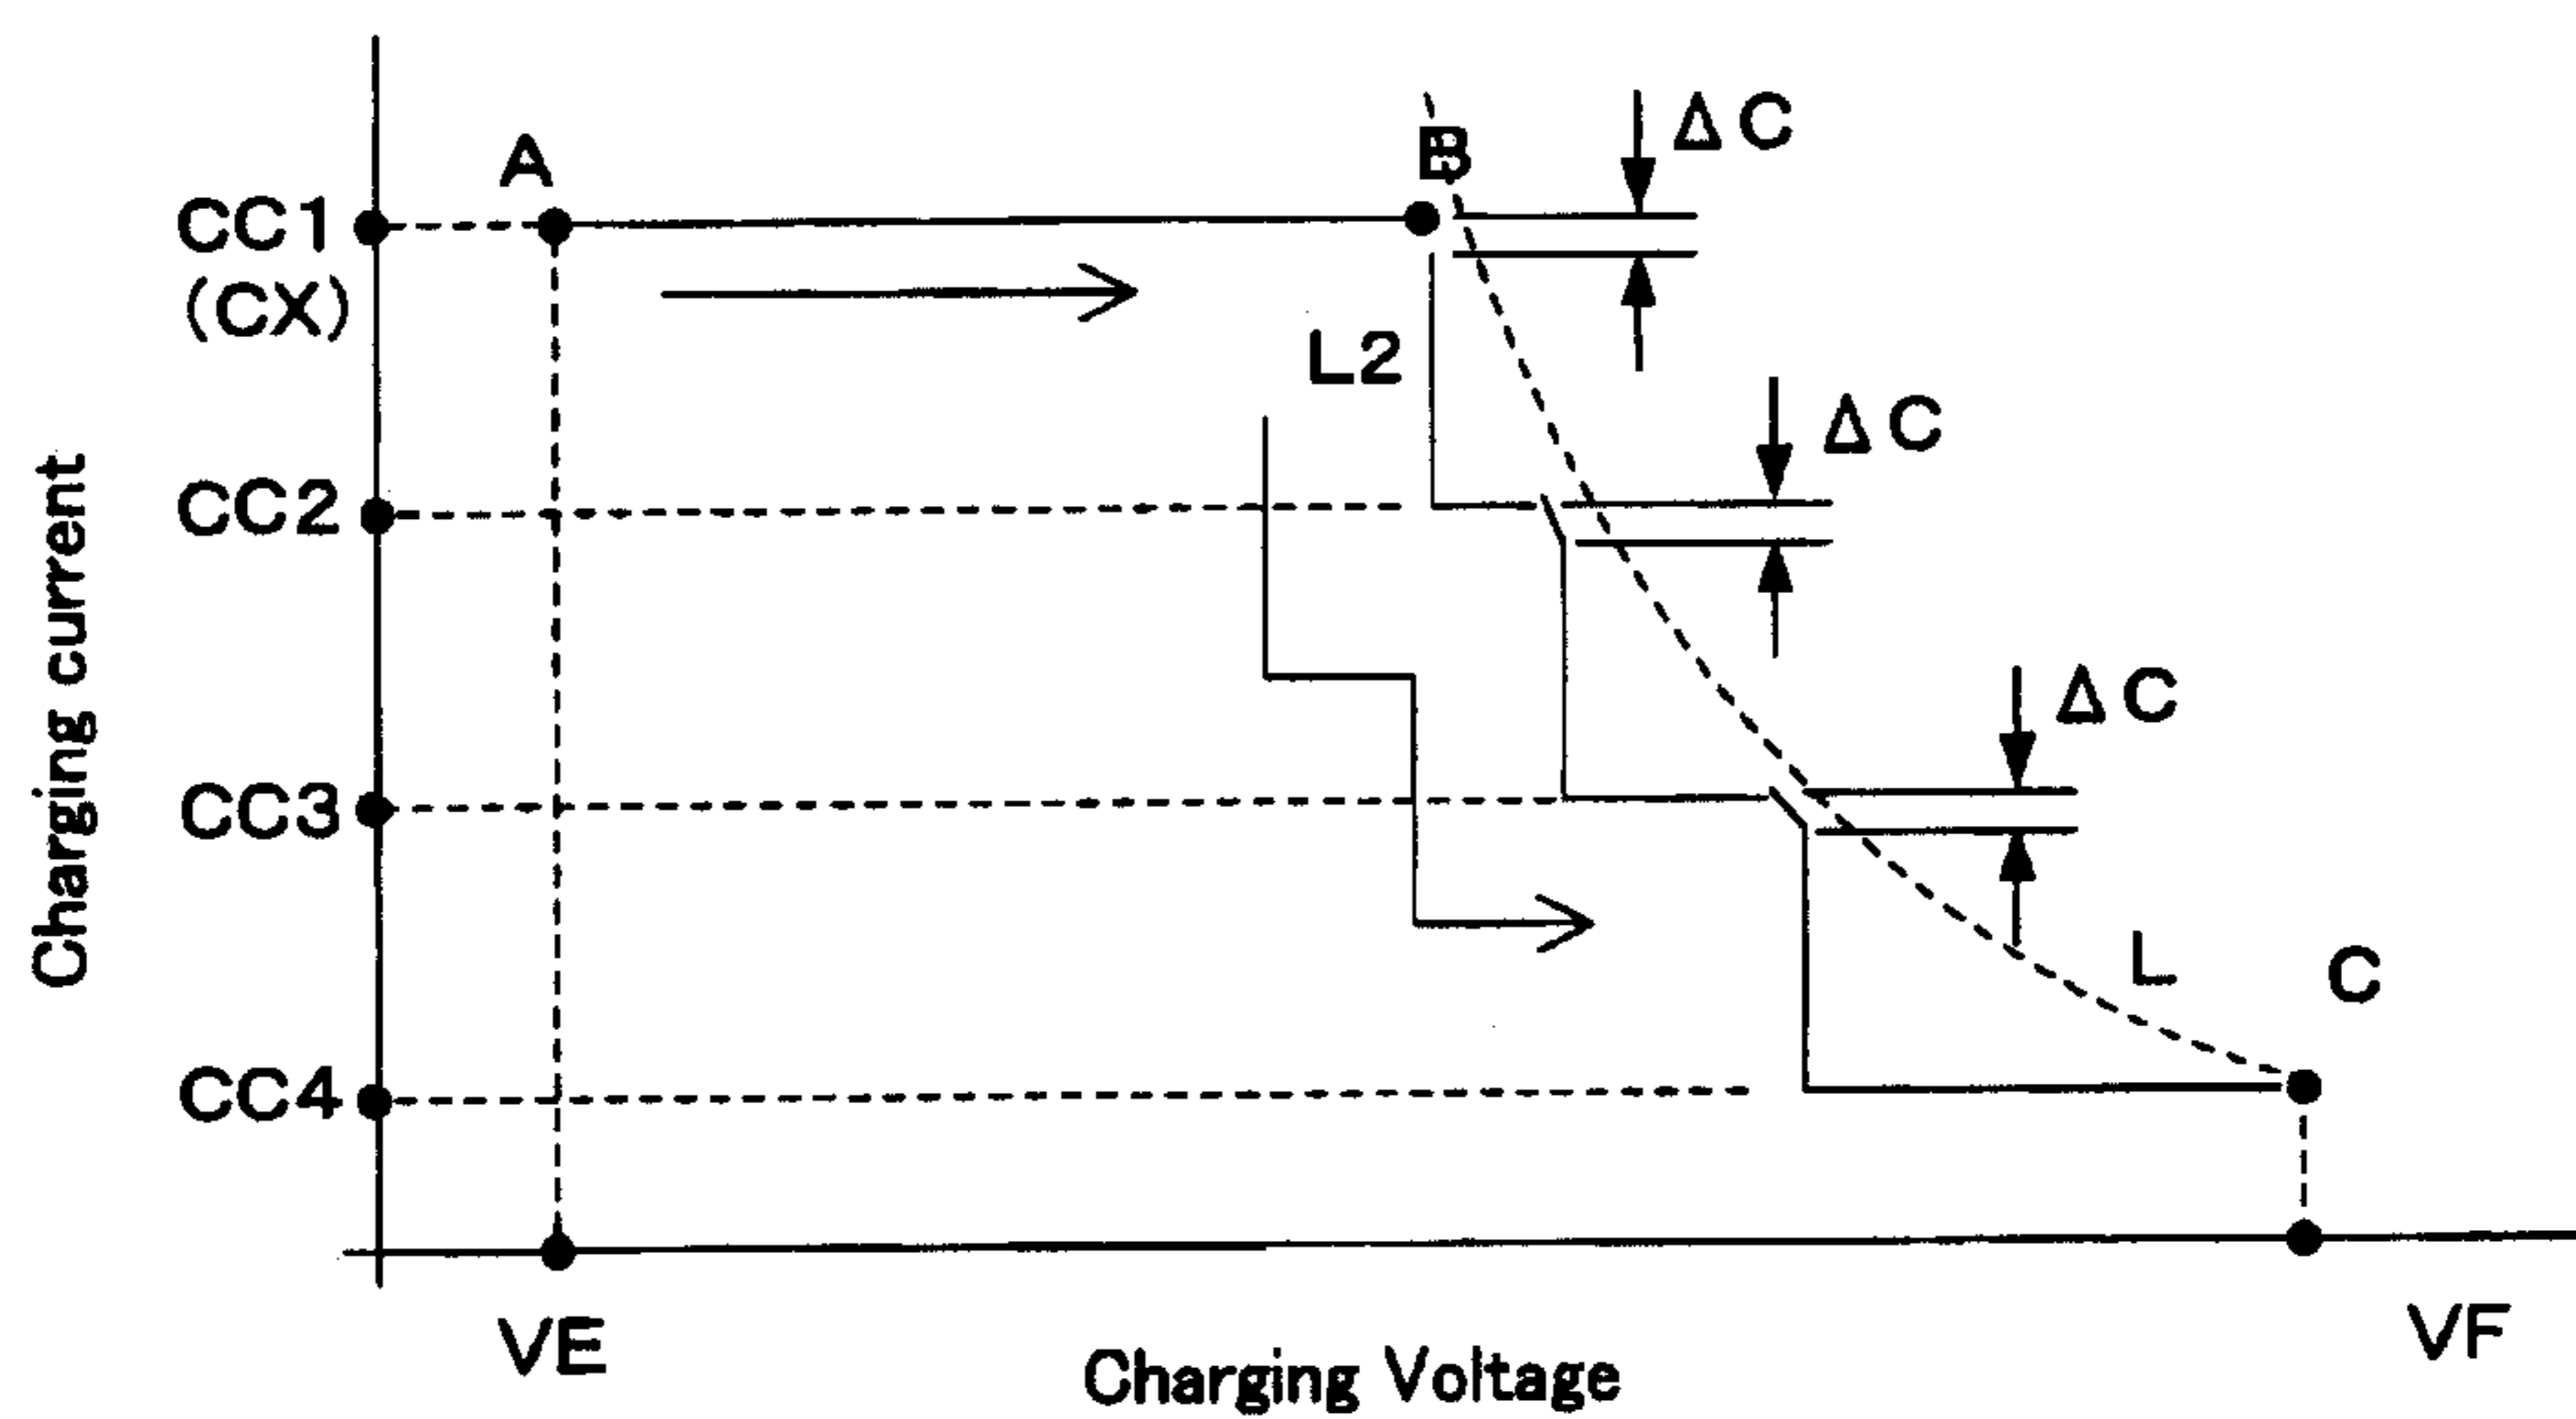 ΔC
A
B
CC1
(CX)
L2
ΔC
CC2
ΔC
CC3
L
C
CC4
Charging current
VE
VF
Charging Voltage